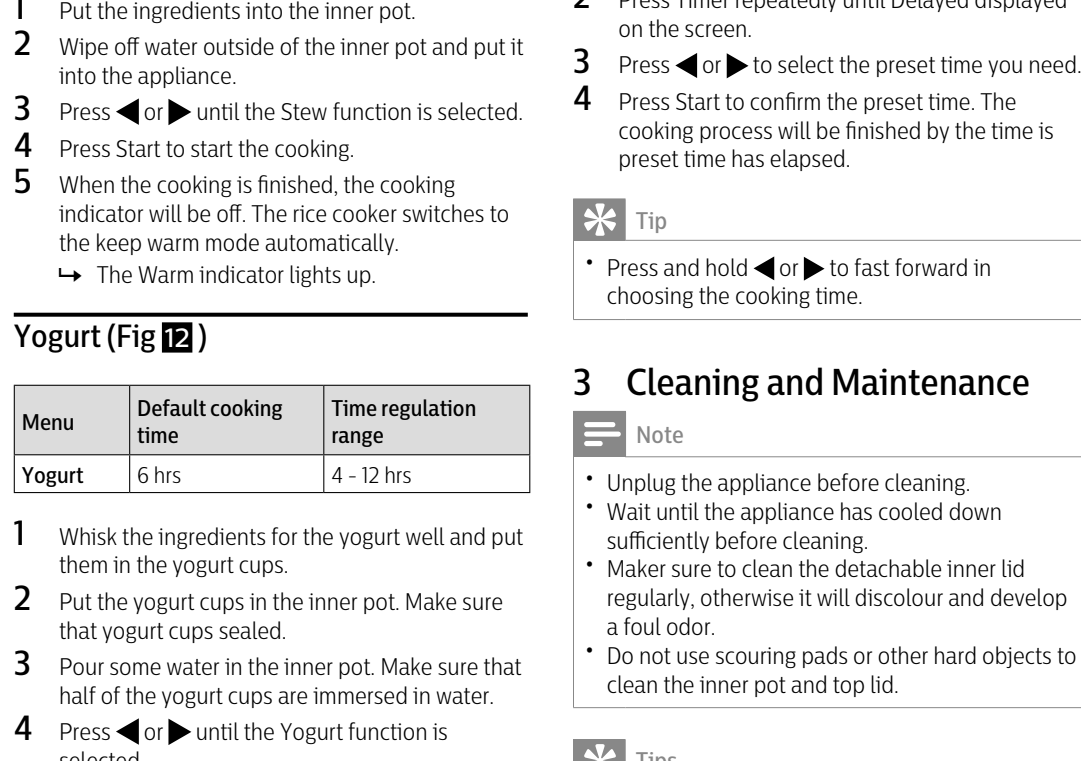 1 Put the ingredients into the inner pot.
2 Wipe off water outside of the inner pot and put it
into the appliance.
3 Press ◀ or ▶ until the Stew function is selected.
4 Press Start to start the cooking.
5 When the cooking is finished, the cooking
indicator will be off. The rice cooker switches to
the keep warm mode automatically.
↪ The Warm indicator lights up.
Yogurt (Fig 12 )
Menu Default cooking time Time regulation range
Yogurt 6 hrs 4 - 12 hrs
1 Whisk the ingredients for the yogurt well and put
them in the yogurt cups.
2 Put the yogurt cups in the inner pot. Make sure
that yogurt cups sealed.
3 Pour some water in the inner pot. Make sure that
half of the yogurt cups are immersed in water.
4 Press ◀ or ▶ until the Yogurt function is
selected
2 Press Timer repeatedly until Delayed displayed
on the screen.
3 Press ◀ or ▶ to select the preset time you need.
4 Press Start to confirm the preset time. The
cooking process will be finished by the time is
preset time has elapsed.
Tip
• Press and hold ◀ or ▶ to fast forward in
choosing the cooking time.
3 Cleaning and Maintenance
Note
• Unplug the appliance before cleaning.
• Wait until the appliance has cooled down
sufficiently before cleaning.
• Maker sure to clean the detachable inner lid
regularly, otherwise it will discolour and develop
a foul odor.
• Do not use scouring pads or other hard objects to
clean the inner pot and top lid.
Tips